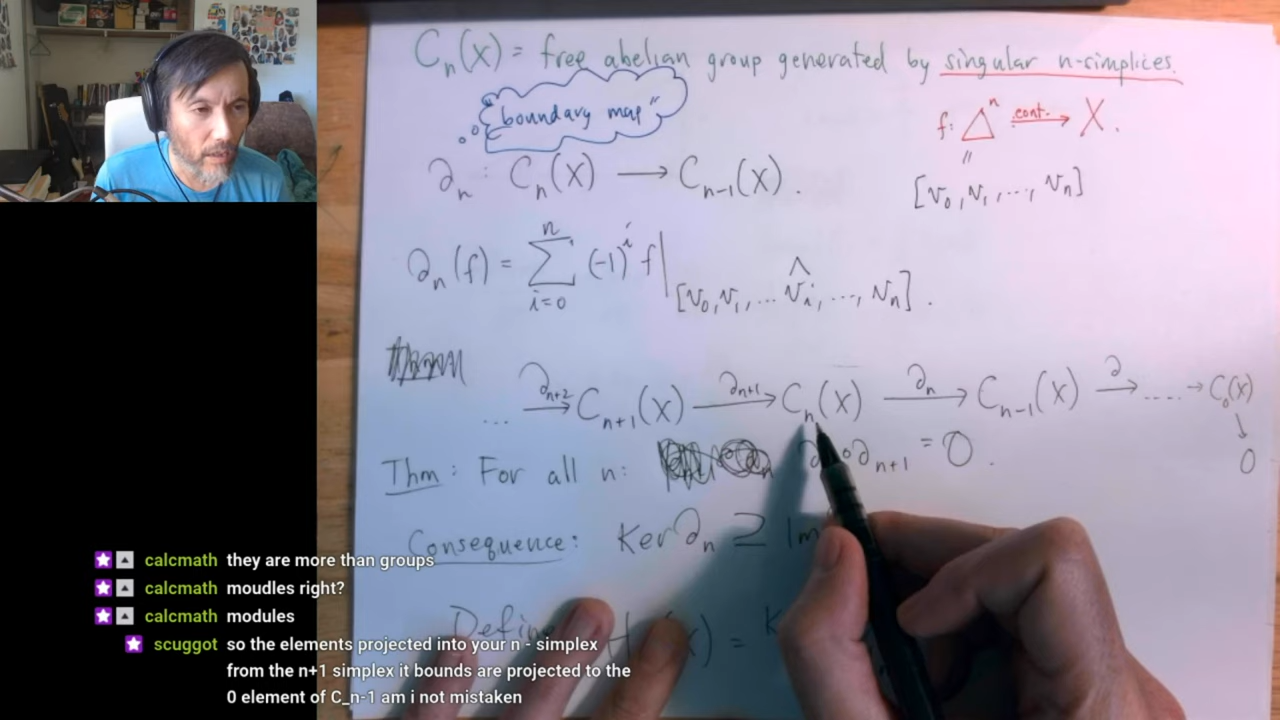 Cₙ(X) = free abelian group generated by singular n-simplices.
"boundary map"
f: Δⁿ cont.→ X.
=
[v₀, v₁, ..., vₙ]
∂ₙ : Cₙ(X) → Cₙ₋₁(X).
∂ₙ(f) = Σᵢ₌₀ⁿ (-1)ⁱ f|[v₀, v₁, ... v̂ᵢ, ..., vₙ].
... ∂ₙ₊₂→ Cₙ₊₁(X) ∂ₙ₊₁→ Cₙ(X) ∂ₙ→ Cₙ₋₁(X) ∂→ ..... → C₀(X)
↓
0
Thm: For all n: ∘∂ₙ₊₁ = 0.
Consequence: Ker ∂ₙ ⊇ Im
Define (X) = K
calcmath they are more than groups
calcmath moudles right?
calcmath modules
scuggot so the elements projected into your n - simplex
from the n+1 simplex it bounds are projected to the
0 element of C_n-1 am i not mistaken